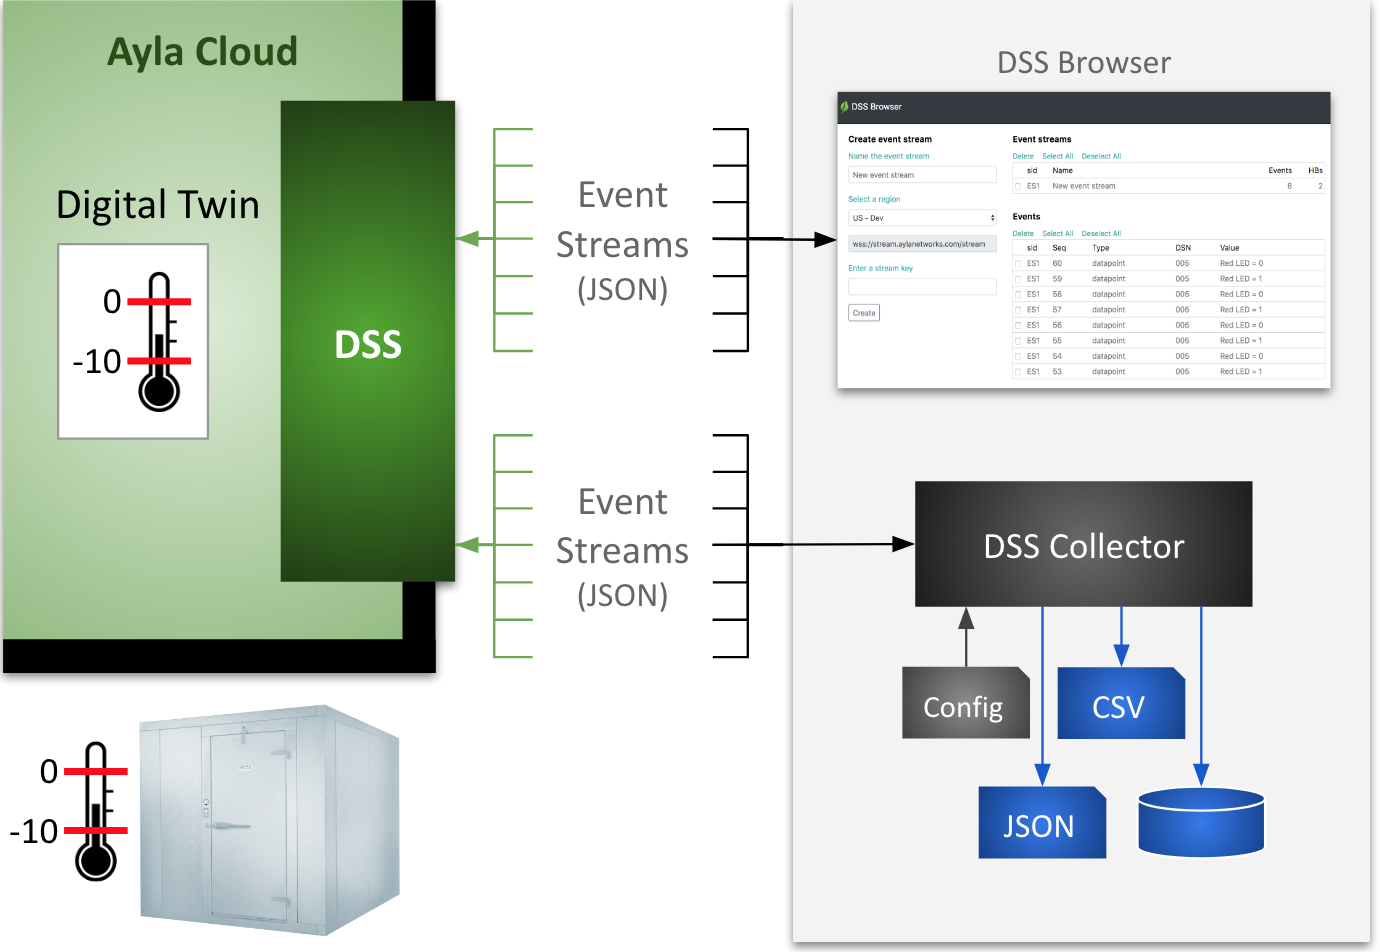 Ayla Cloud
Digital Twin
0
-10
DSS
Event
Streams
(JSON)
Event
Streams
(JSON)
0
-10
DSS Browser
DSS Browser
Create event stream
Name the event stream
New event stream
Select a region
US - Dev
wss://stream.aylanetworks.com/stream
Enter a stream key
Create
Event streams
Delete Select All Deselect All
sId Name Events HBs
ES1 New event stream 8 2
Events
Delete Select All Deselect All
sId Seq Type DSN Value
ES1 60 datapoint 005 Red LED = 0
ES1 59 datapoint 005 Red LED = 1
ES1 58 datapoint 005 Red LED = 0
ES1 57 datapoint 005 Red LED = 1
ES1 56 datapoint 005 Red LED = 0
ES1 55 datapoint 005 Red LED = 1
ES1 54 datapoint 005 Red LED = 0
ES1 53 datapoint 005 Red LED = 1
DSS Collector
Config
CSV
JSON